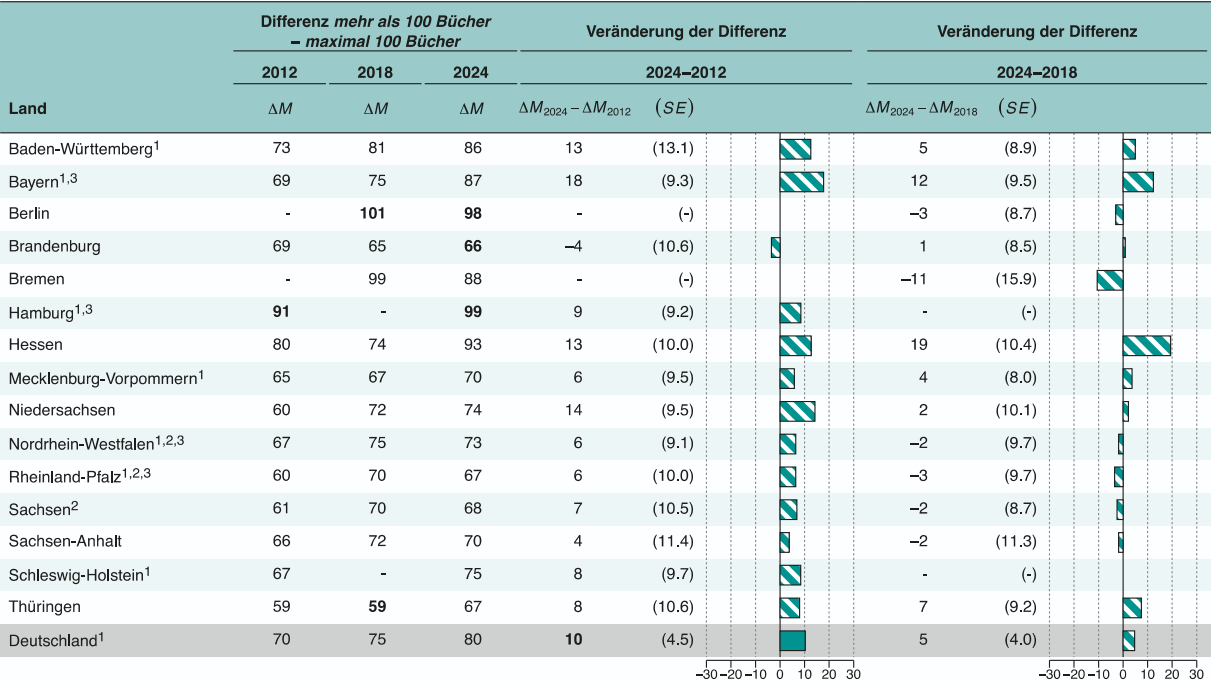 Differenz mehr als 100 Bücher – maximal 100 Bücher Veränderung der Differenz Veränderung der Differenz
2012 2018 2024 2024–2012 2024–2018
Land ΔM ΔM ΔM ΔM2024 – ΔM2012 (SE) ΔM2024 – ΔM2018 (SE)
Baden-Württemberg1 73 81 86 13 (13.1) 5 (8.9)
Bayern1,3 69 75 87 18 (9.3) 12 (9.5)
Berlin - 101 98 - (-) –3 (8.7)
Brandenburg 69 65 66 –4 (10.6) 1 (8.5)
Bremen - 99 88 - (-) –11 (15.9)
Hamburg1,3 91 - 99 9 (9.2) - (-)
Hessen 80 74 93 13 (10.0) 19 (10.4)
Mecklenburg-Vorpommern1 65 67 70 6 (9.5) 4 (8.0)
Niedersachsen 60 72 74 14 (9.5) 2 (10.1)
Nordrhein-Westfalen1,2,3 67 75 73 6 (9.1) –2 (9.7)
Rheinland-Pfalz1,2,3 60 70 67 6 (10.0) –3 (9.7)
Sachsen2 61 70 68 7 (10.5) –2 (8.7)
Sachsen-Anhalt 66 72 70 4 (11.4) –2 (11.3)
Schleswig-Holstein1 67 - 75 8 (9.7) - (-)
Thüringen 59 59 67 8 (10.6) 7 (9.2)
Deutschland1 70 75 80 10 (4.5) 5 (4.0)
–30 –20 –10 0 10 20 30 –30 –20 –10 0 10 20 30